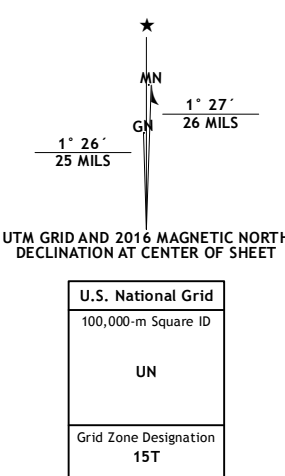 ★
MN
1° 27´
26 MILS
GN
1° 26´
25 MILS
UTM GRID AND 2016 MAGNETIC NORTH
DECLINATION AT CENTER OF SHEET
U.S. National Grid
100,000-m Square ID
UN
Grid Zone Designation
15T